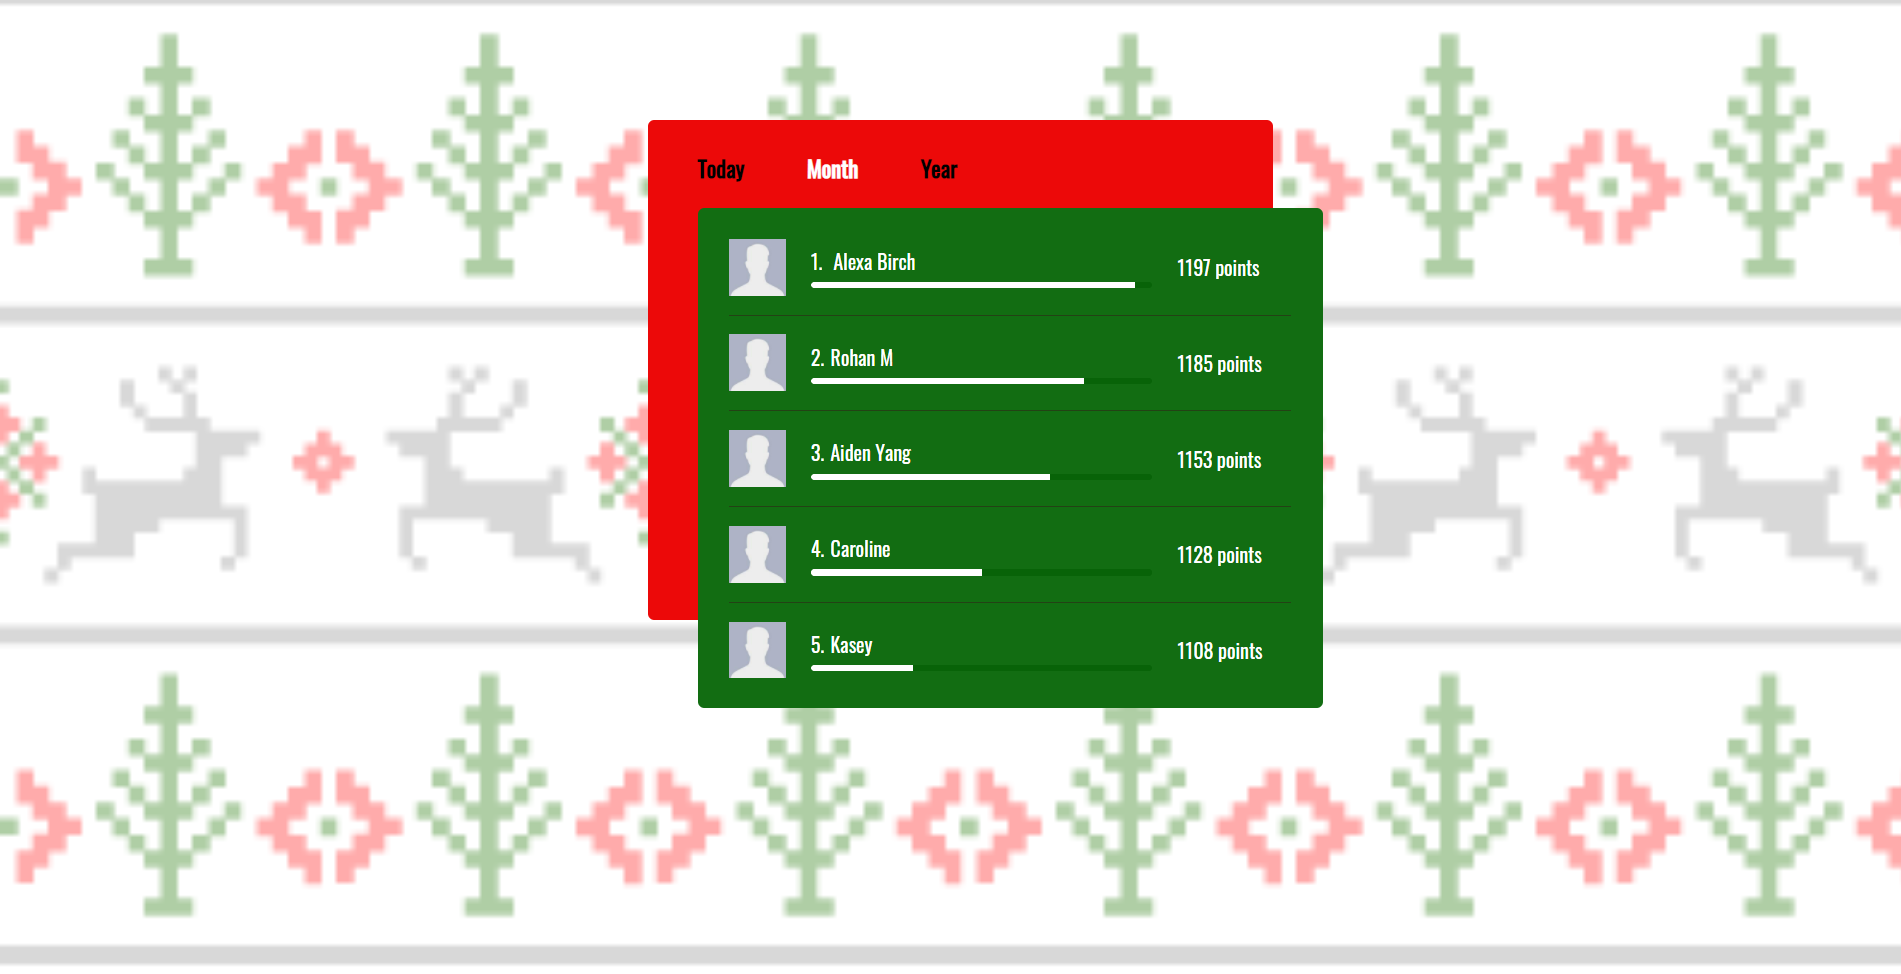 Today Month Year
1. Alexa Birch 1197 points
2. Rohan M 1185 points
3. Aiden Yang 1153 points
4. Caroline 1128 points
5. Kasey 1108 points